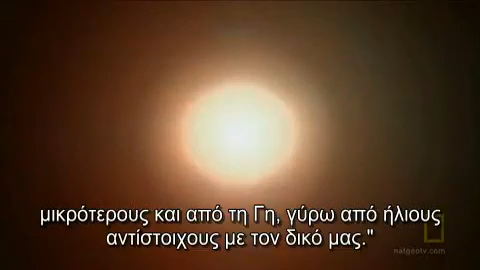 μικρότερους και από τη Γη, γύρω από ήλιους
αντίστοιχους με τον δικό μας."
natgeotv.com